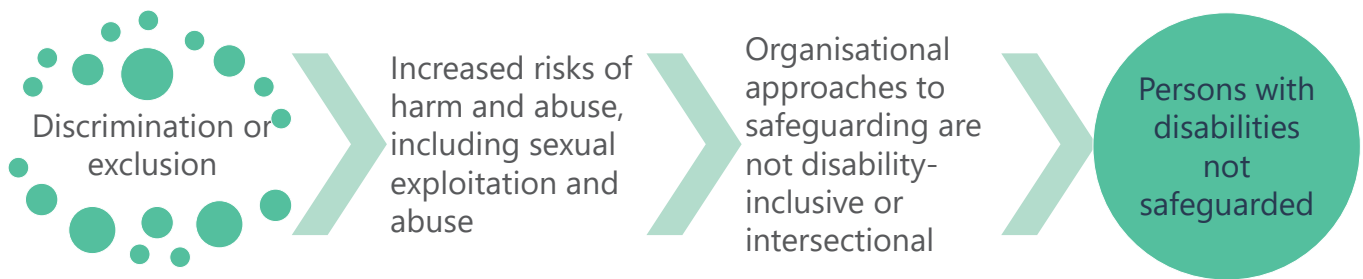 Discrimination or
exclusion
Increased risks of
harm and abuse,
including sexual
exploitation and
abuse
Organisational
approaches to
safeguarding are
not disability-
inclusive or
intersectional
Persons with
disabilities
not
safeguarded